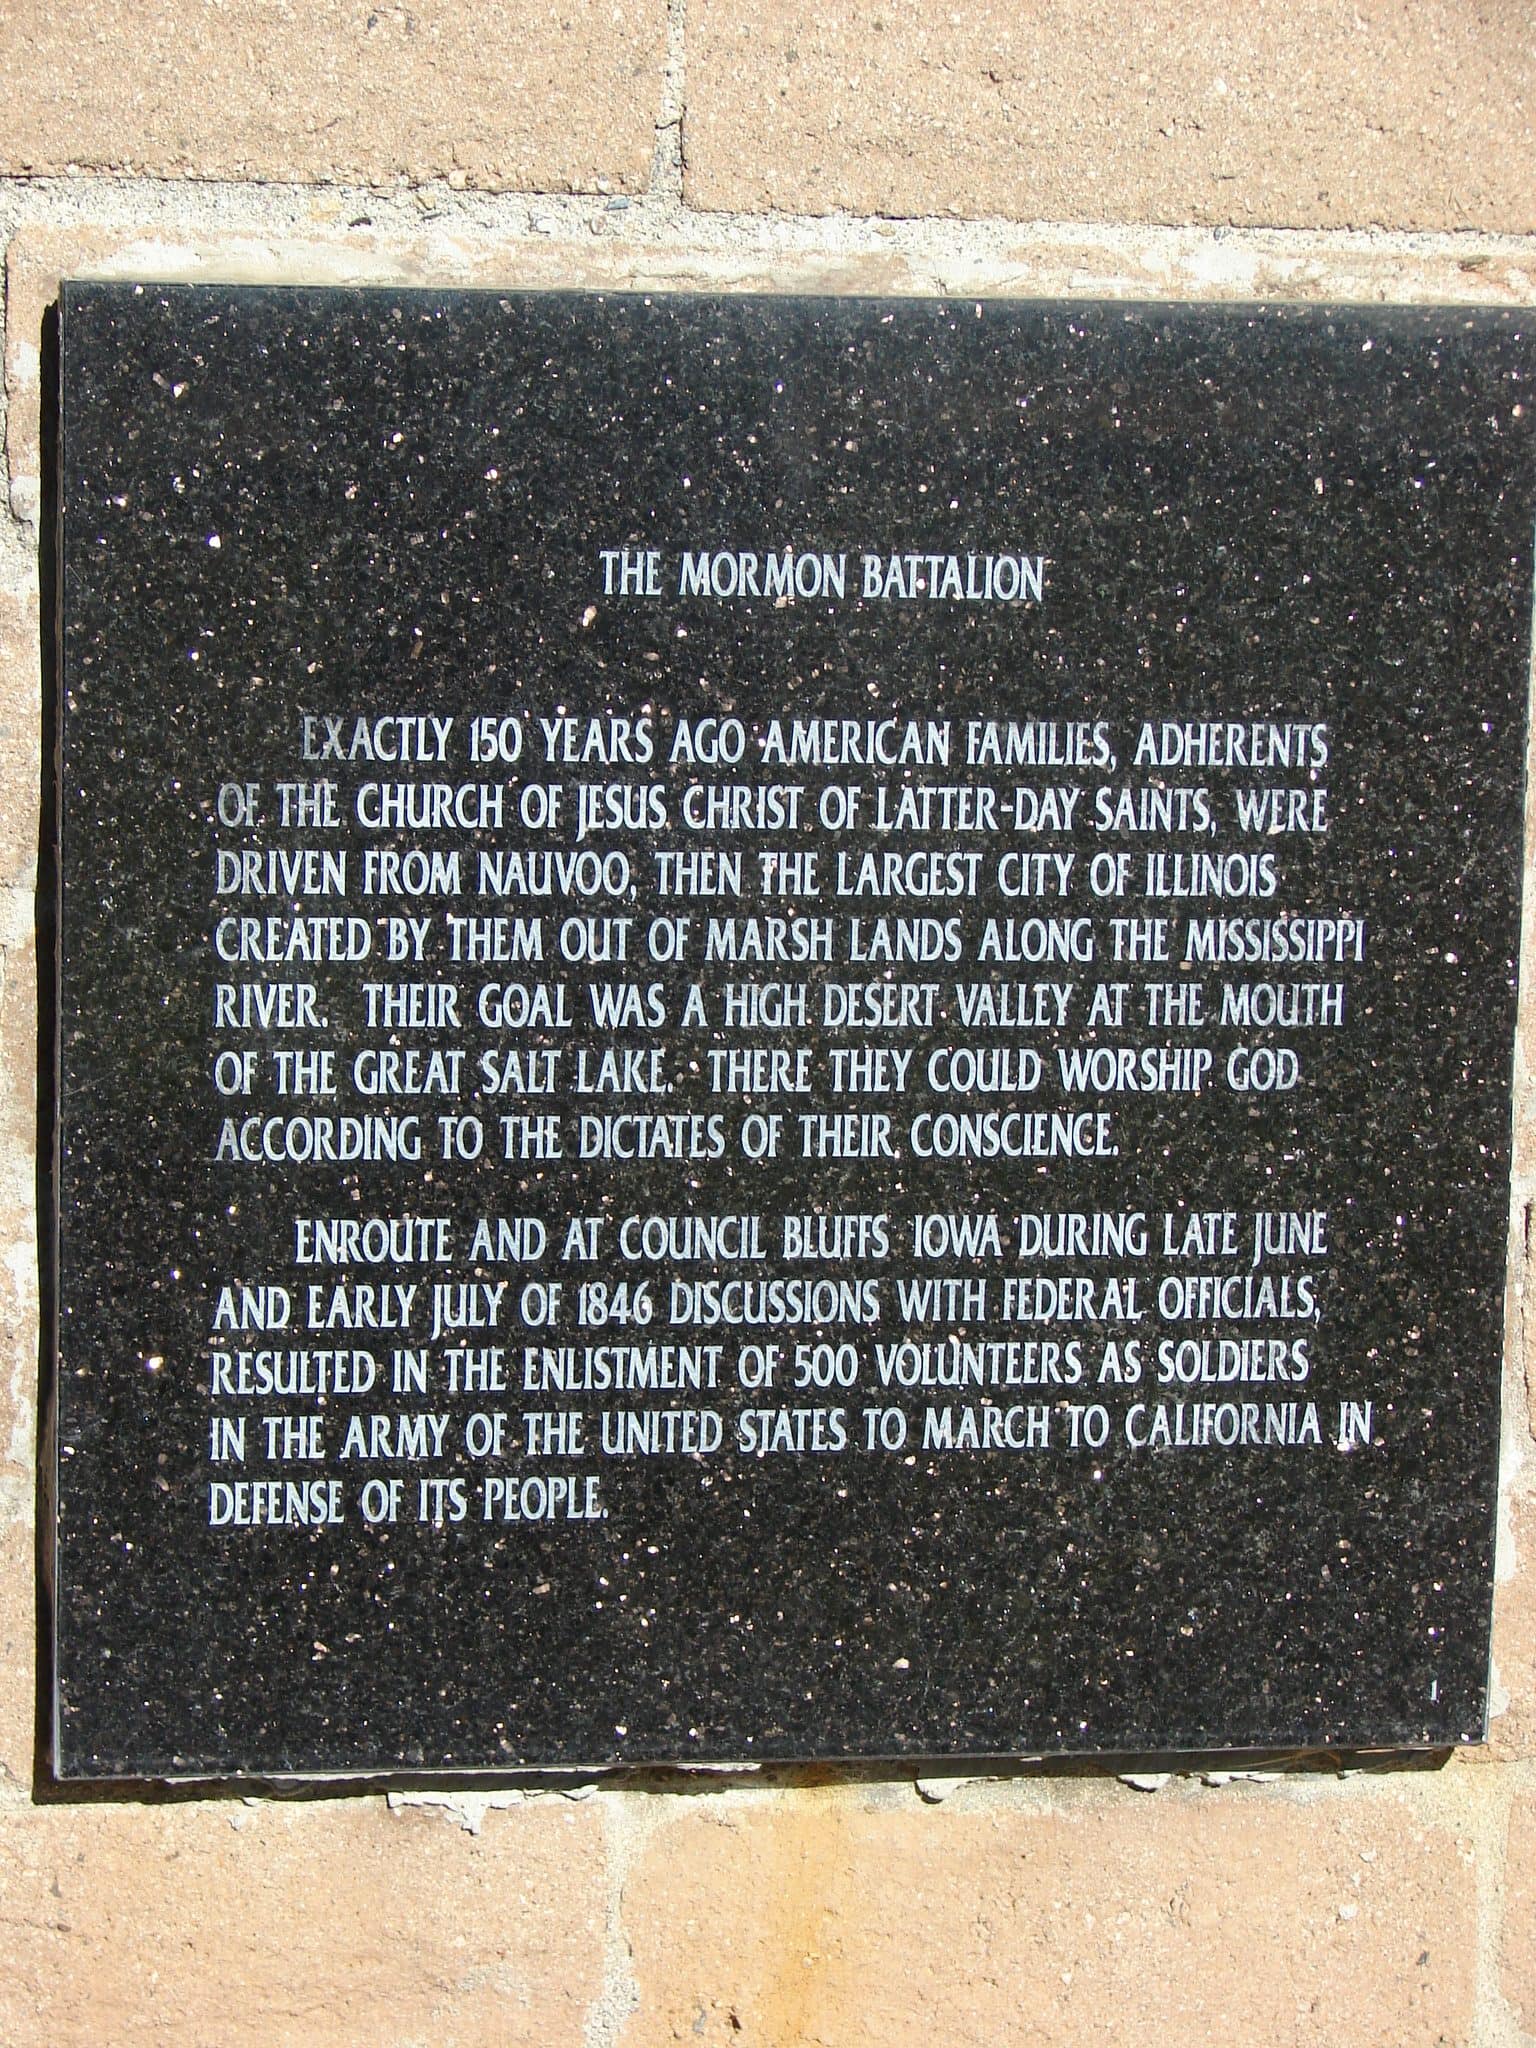 THE MORMON BATTALION
EXACTLY 150 YEARS AGO AMERICAN FAMILIES, ADHERENTS
OF THE CHURCH OF JESUS CHRIST OF LATTER-DAY SAINTS, WERE
DRIVEN FROM NAUVOO, THEN THE LARGEST CITY OF ILLINOIS
CREATED BY THEM OUT OF MARSH LANDS ALONG THE MISSISSIPPI
RIVER. THEIR GOAL WAS A HIGH DESERT VALLEY AT THE MOUTH
OF THE GREAT SALT LAKE. THERE THEY COULD WORSHIP GOD
ACCORDING TO THE DICTATES OF THEIR CONSCIENCE.
ENROUTE AND AT COUNCIL BLUFFS IOWA DURING LATE JUNE
AND EARLY JULY OF 1846 DISCUSSIONS WITH FEDERAL OFFICIALS,
RESULTED IN THE ENLISTMENT OF 500 VOLUNTEERS AS SOLDIERS
IN THE ARMY OF THE UNITED STATES TO MARCH TO CALIFORNIA IN
DEFENSE OF ITS PEOPLE.
1